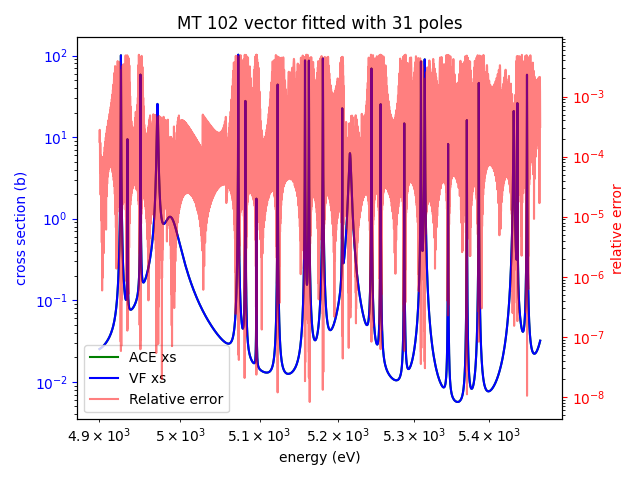 MT 102 vector fitted with 31 poles
10²
10¹
10⁰
10⁻¹
10⁻²
cross section (b)
10⁻³
10⁻⁴
10⁻⁵
10⁻⁶
10⁻⁷
10⁻⁸
relative error
ACE xs
VF xs
Relative error
4.9 × 10³ 5 × 10³ 5.1 × 10³ 5.2 × 10³ 5.3 × 10³ 5.4 × 10³
energy (eV)